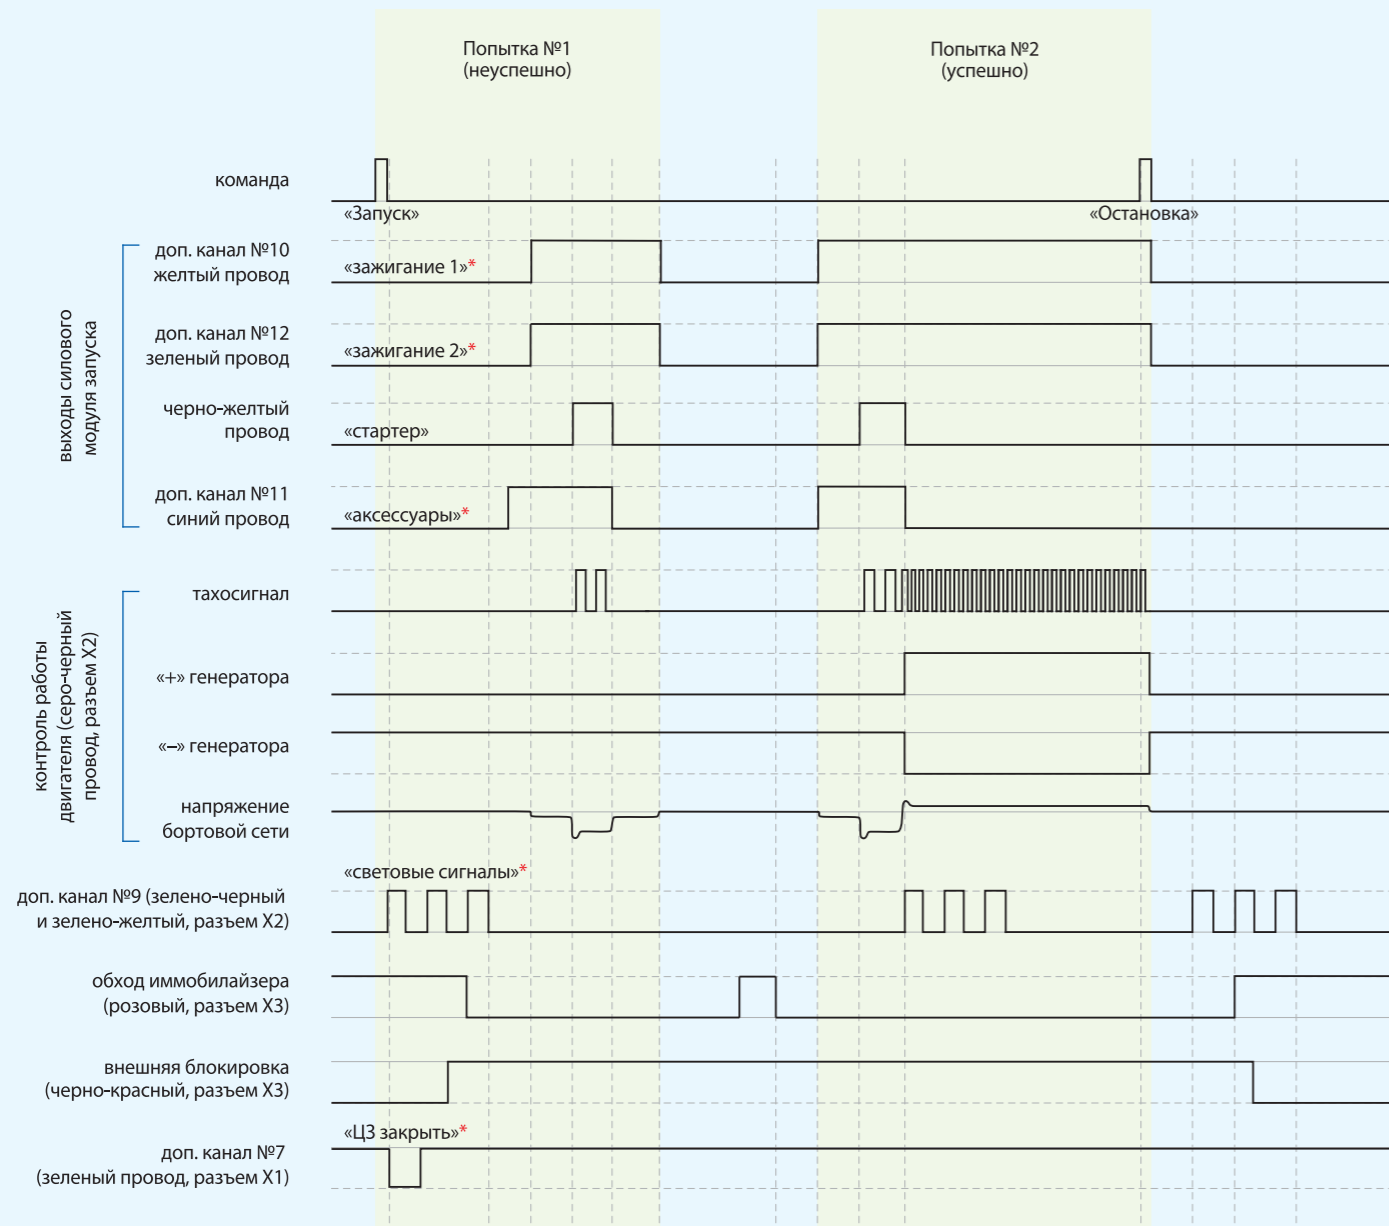 Попытка №1
(неуспешно)
Попытка №2
(успешно)
команда
«Запуск»
«Остановка»
выходы силового
модуля запуска
доп. канал №10
желтый провод
«зажигание 1»*
доп. канал №12
зеленый провод
«зажигание 2»*
черно-желтый
провод
«стартер»
доп. канал №11
синий провод
«аксессуары»*
контроль работы
двигателя (серо-черный
провод, разъем X2)
тахосигнал
«+» генератора
«–» генератора
напряжение
бортовой сети
«световые сигналы»*
доп. канал №9 (зелено-черный
и зелено-желтый, разъем X2)
обход иммобилайзера
(розовый, разъем X3)
внешняя блокировка
(черно-красный, разъем X3)
«ЦЗ закрыть»*
доп. канал №7
(зеленый провод, разъем X1)